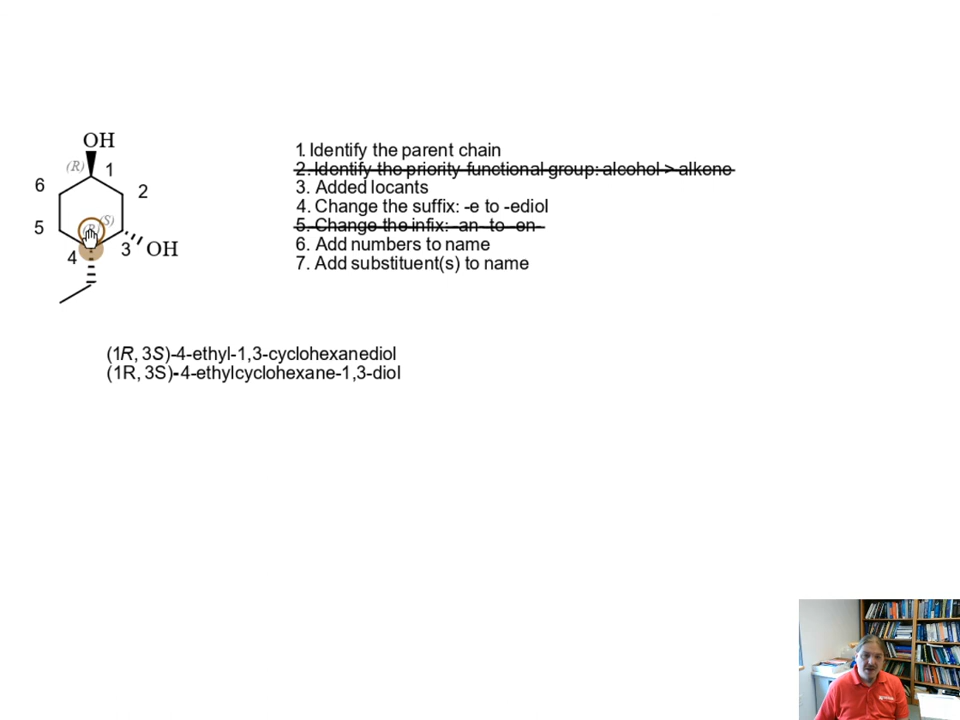 OH
(R)
1
6
2
5
(S)
(R)
3
OH
4
1. Identify the parent chain
2. Identify the priority functional group: alcohol > alkene
3. Added locants
4. Change the suffix: -e to -ediol
5. Change the infix: -an- to -en-
6. Add numbers to name
7. Add substituent(s) to name
(1R, 3S)-4-ethyl-1,3-cyclohexanediol
(1R, 3S)-4-ethylcyclohexane-1,3-diol